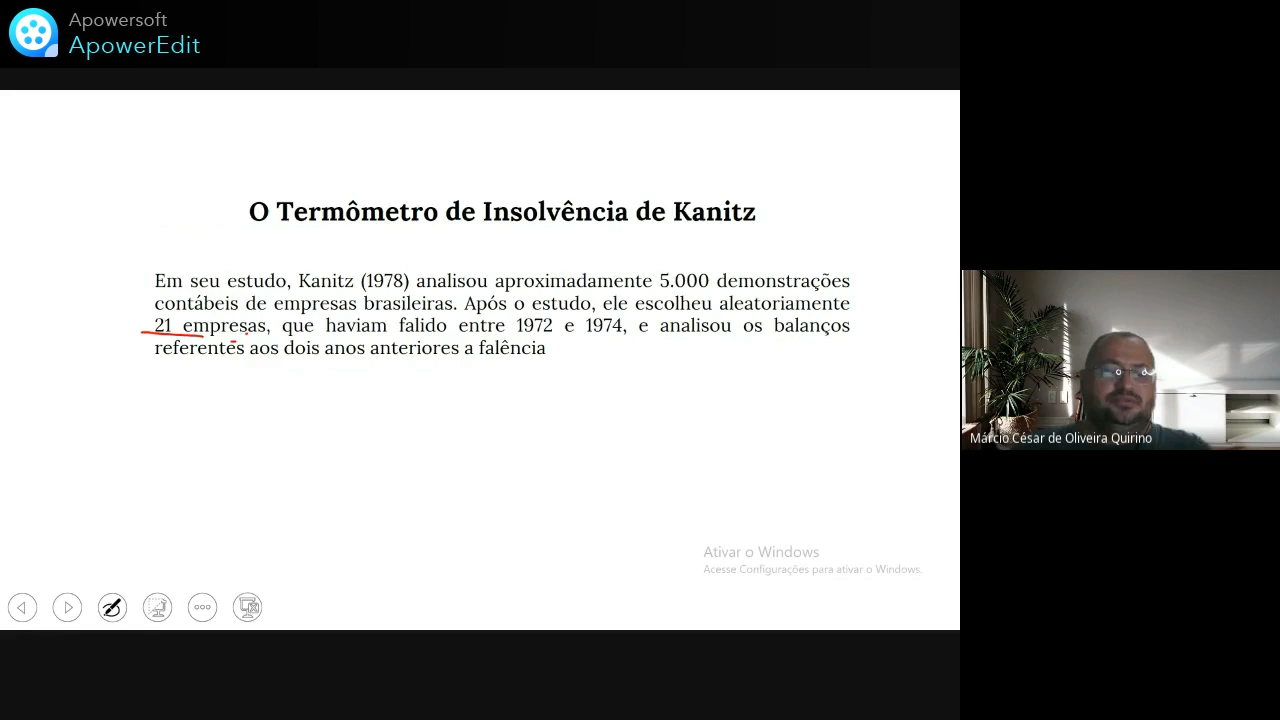 Apowersoft
ApowerEdit
O Termômetro de Insolvência de Kanitz
Em seu estudo, Kanitz (1978) analisou aproximadamente 5.000 demonstrações
contábeis de empresas brasileiras. Após o estudo, ele escolheu aleatoriamente
21 empresas, que haviam falido entre 1972 e 1974, e analisou os balanços
referentes aos dois anos anteriores a falência
Márcio César de Oliveira Quirino
Ativar o Windows
Acesse Configurações para ativar o Windows.